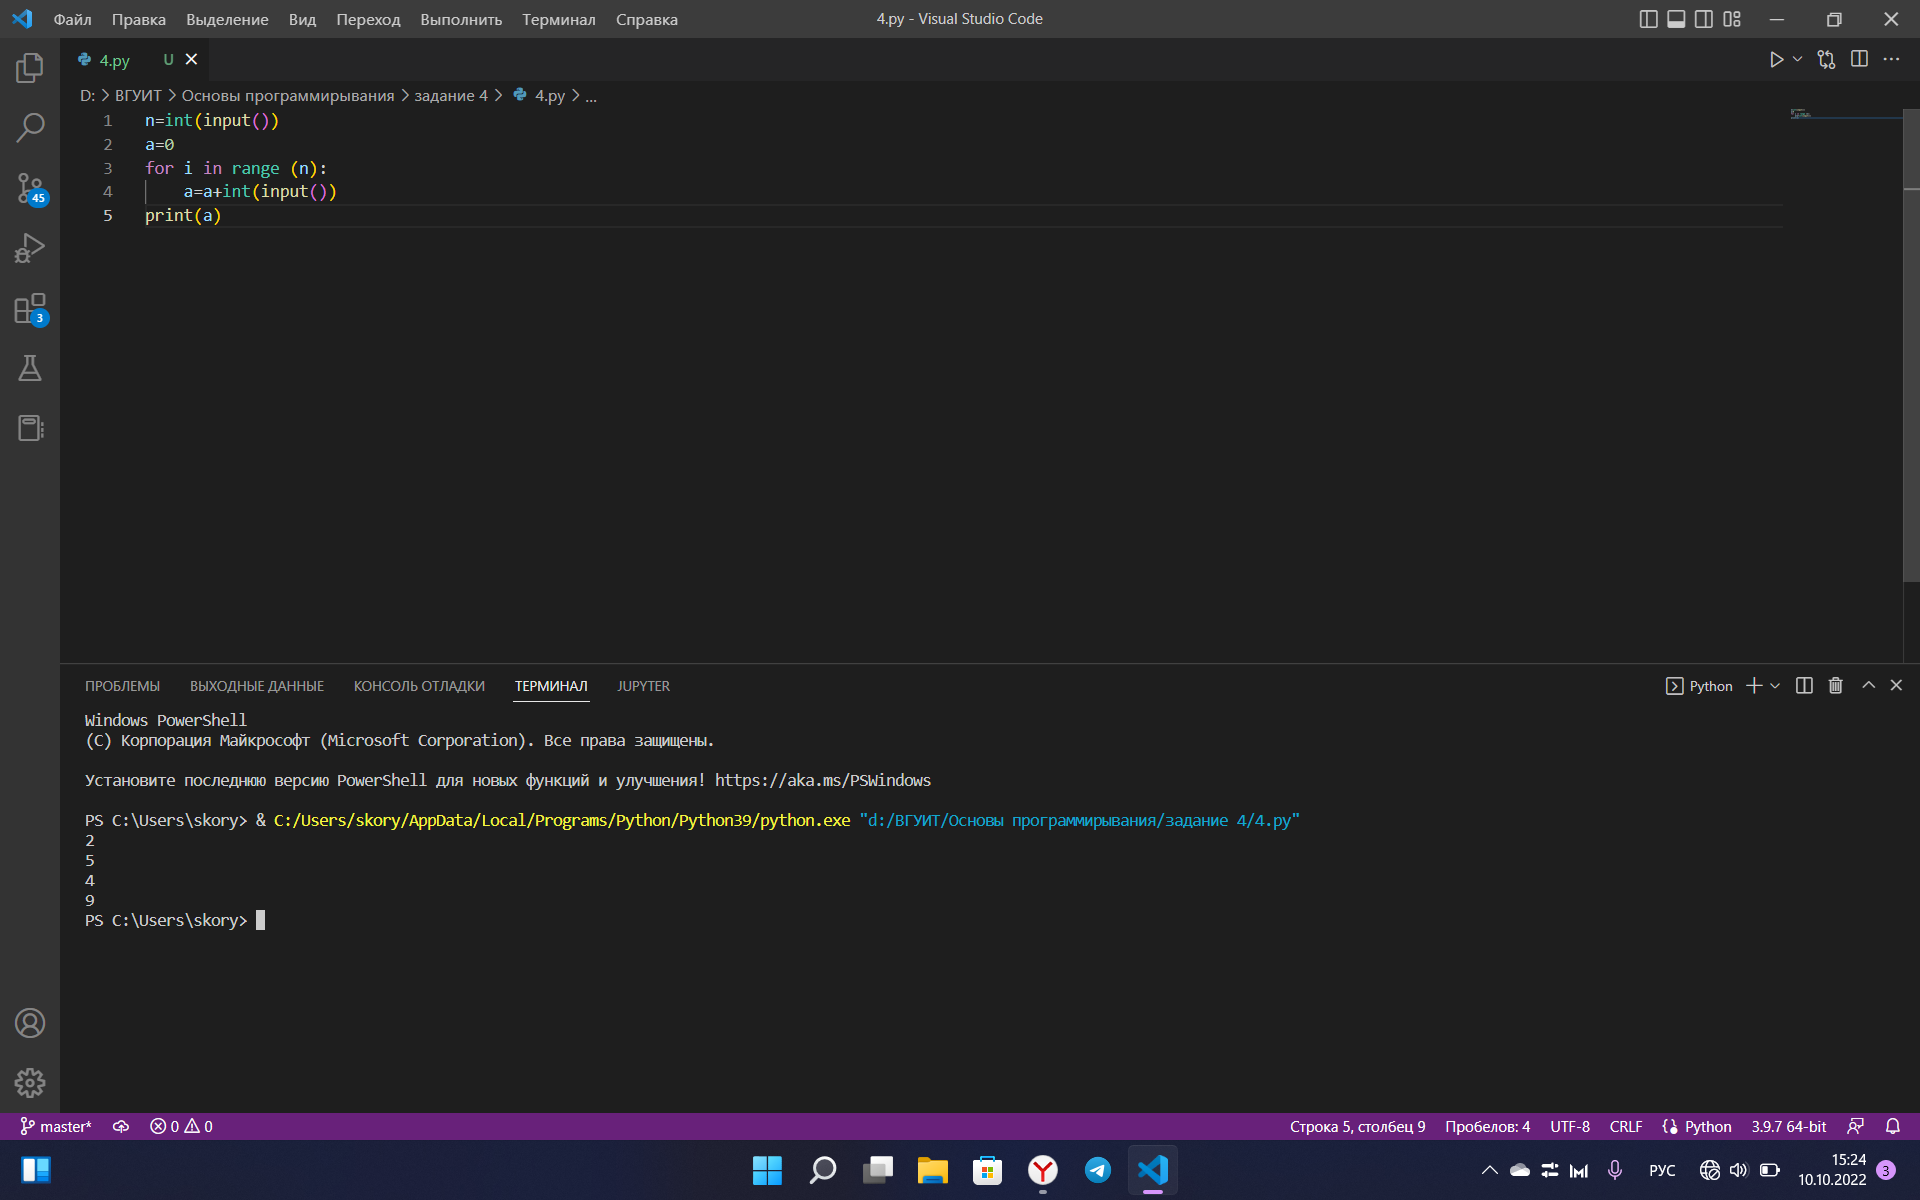 Файл Правка Выделение Вид Переход Выполнить Терминал Справка
4.py - Visual Studio Code
4.py U
D: > ВГУИТ > Основы программирывания > задание 4 > 4.py > ...
1 n=int(input())
2 a=0
3 for i in range (n):
4 a=a+int(input())
5 print(a)
45
3
ПРОБЛЕМЫ ВЫХОДНЫЕ ДАННЫЕ КОНСОЛЬ ОТЛАДКИ ТЕРМИНАЛ JUPYTER
Python
Windows PowerShell
(C) Корпорация Майкрософт (Microsoft Corporation). Все права защищены.
Установите последнюю версию PowerShell для новых функций и улучшения! https://aka.ms/PSWindows
PS C:\Users\skory> & C:/Users/skory/AppData/Local/Programs/Python/Python39/python.exe "d:/ВГУИТ/Основы программирывания/задание 4/4.py"
2
5
4
9
PS C:\Users\skory>
master* 0 0
Строка 5, столбец 9 Пробелов: 4 UTF-8 CRLF Python 3.9.7 64-bit
РУС
15:24
10.10.2022
3